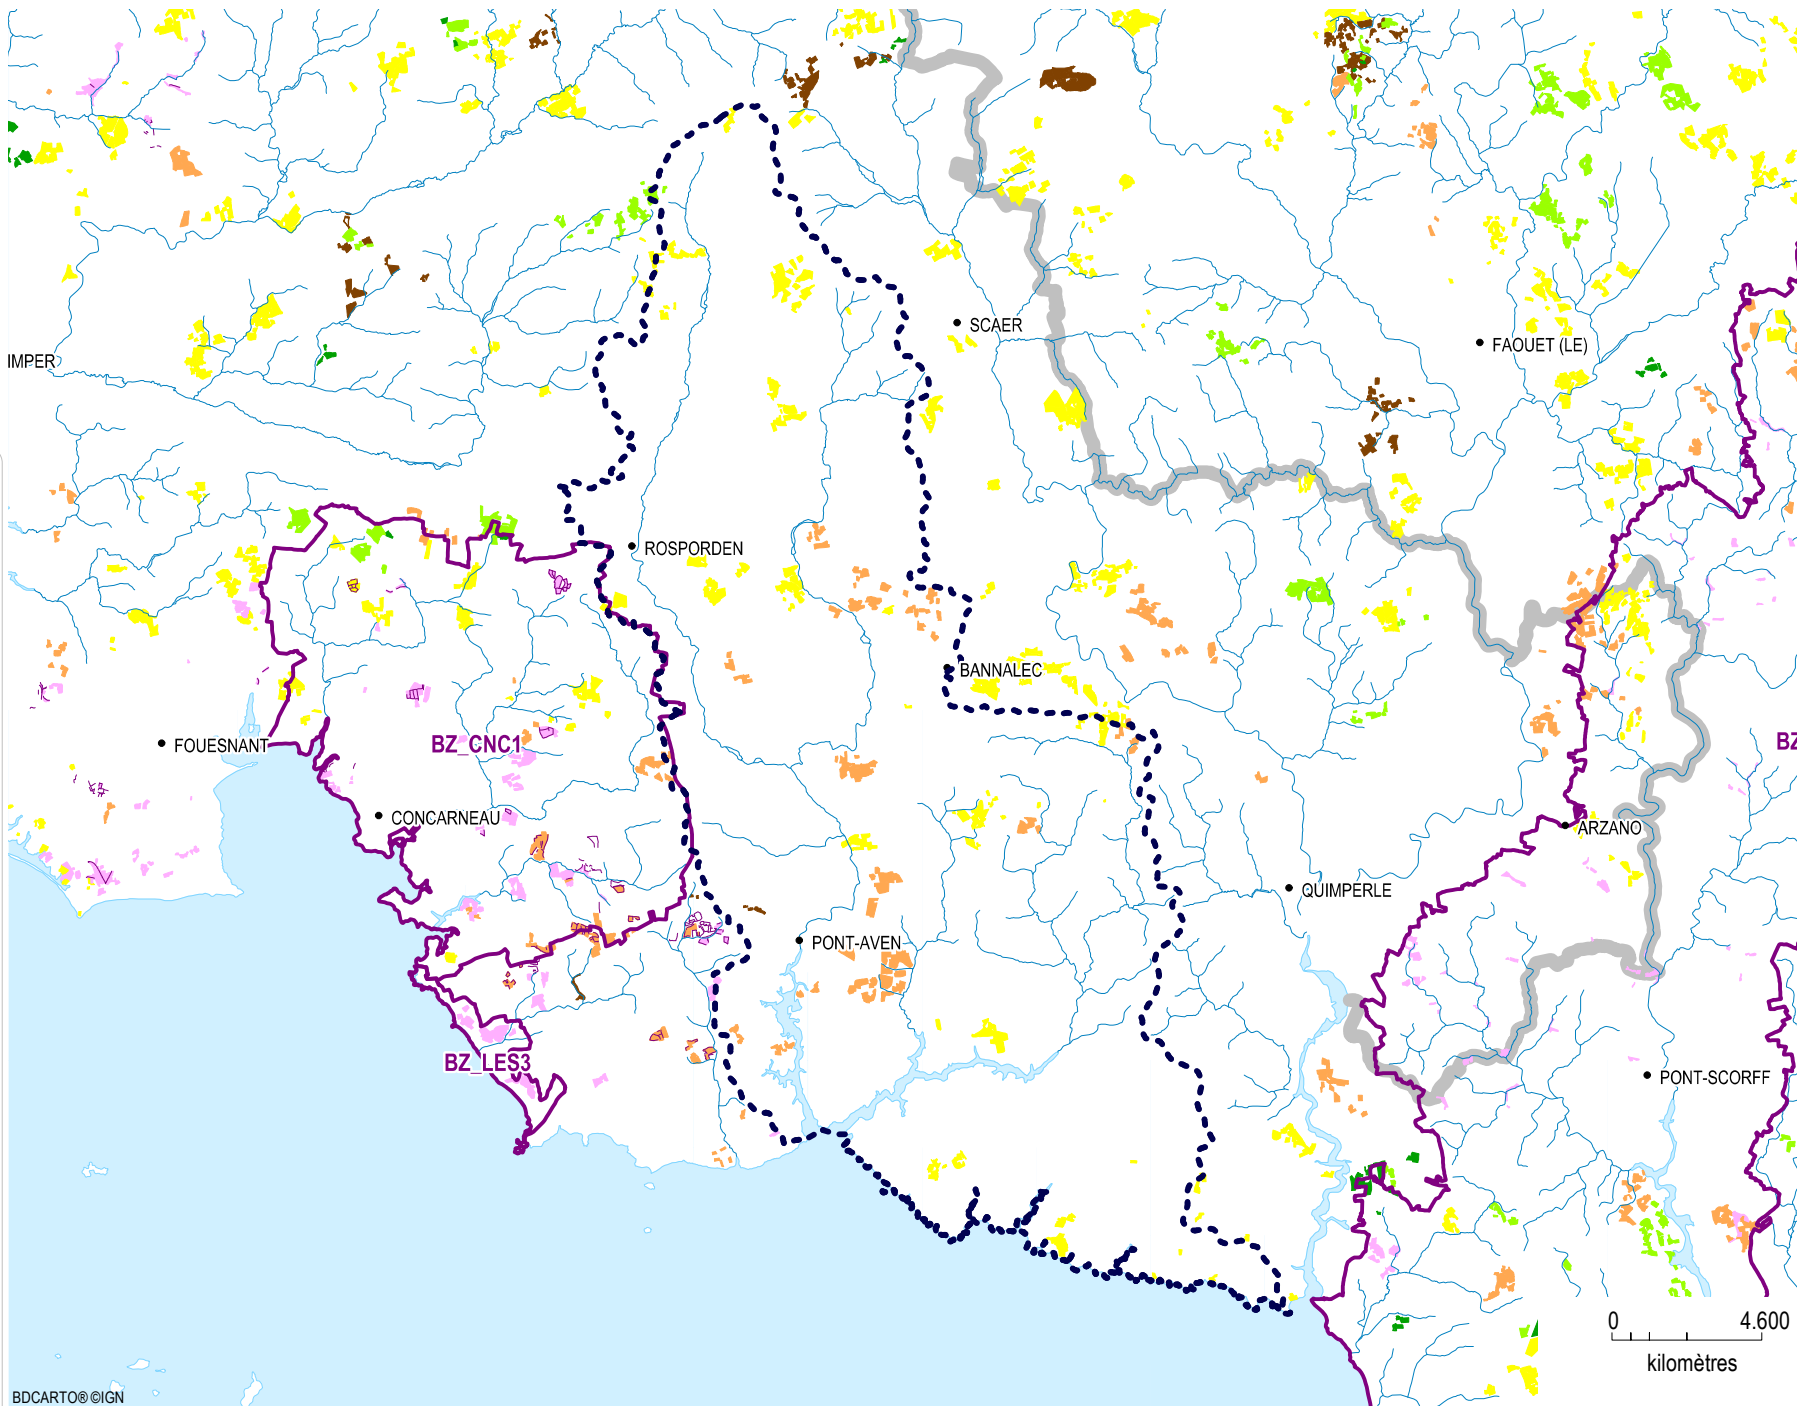 SCAER
FAOUET (LE)
IMPER
ROSPORDEN
BANNALEC
FOUESNANT
BZ_CNC1
BZ
CONCARNEAU
ARZANO
QUIMPERLE
PONT-AVEN
BZ_LES3
PONT-SCORFF
0 4.600
kilomètres
BDCARTO® ©IGN